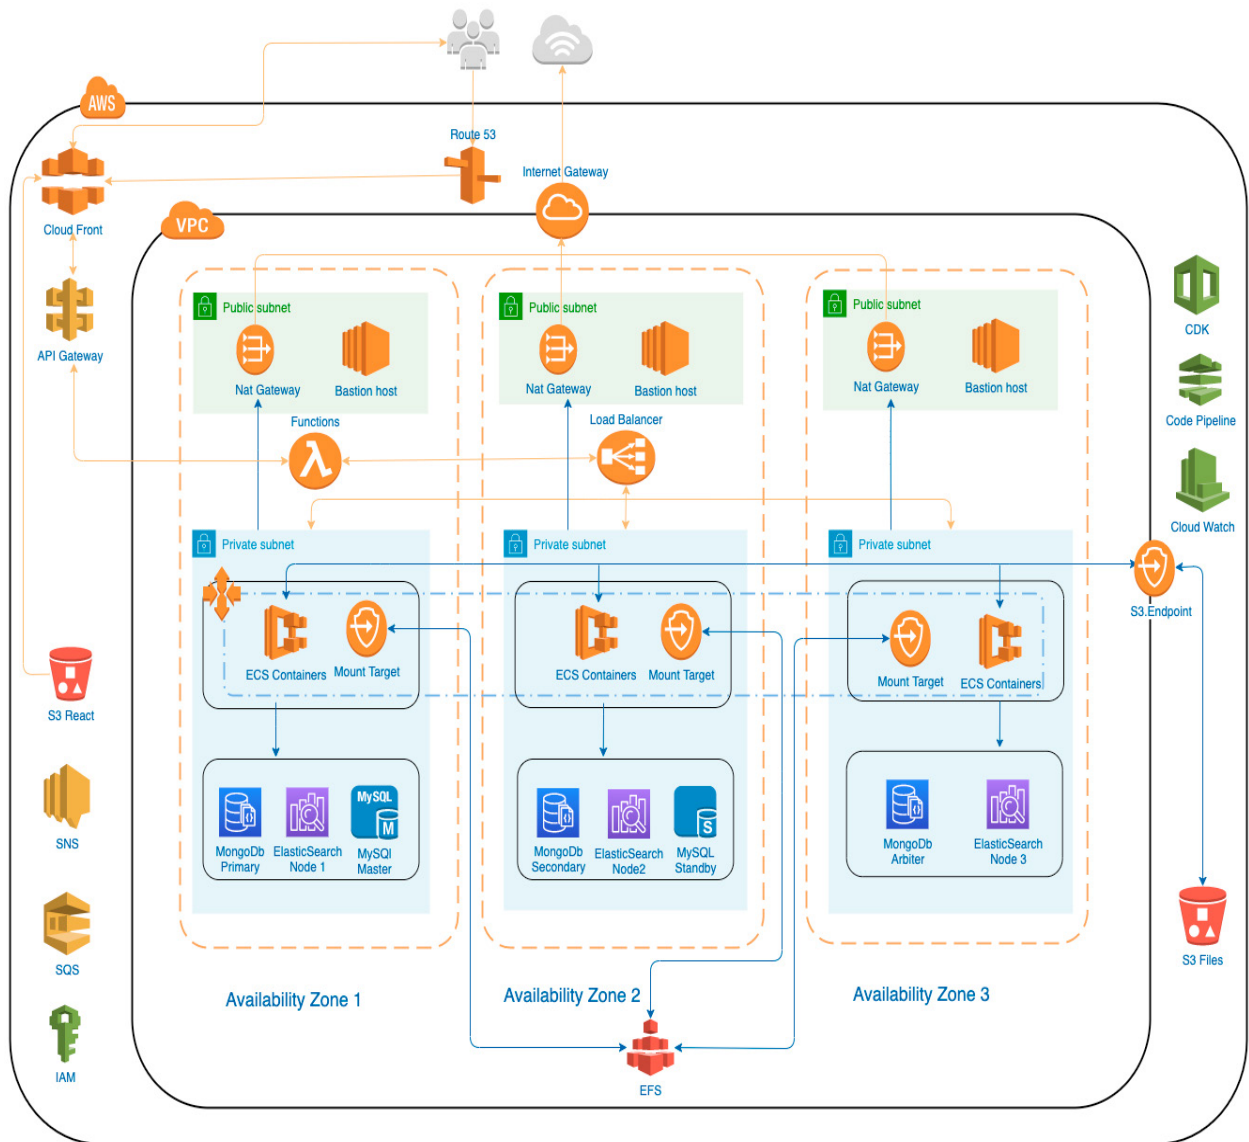 AWS
Route 53
Internet Gateway
Cloud Front
VPC
Public subnet
Public subnet
Public subnet
CDK
API Gateway
Nat Gateway
Bastion host
Nat Gateway
Bastion host
Nat Gateway
Bastion host
Functions
Load Balancer
Code Pipeline
Cloud Watch
Private subnet
Private subnet
Private subnet
S3.Endpoint
ECS Containers
Mount Target
ECS Containers
Mount Target
Mount Target
ECS Containers
S3 React
MySQL
M
S
MongoDb
Primary
ElasticSearch
Node 1
MySQl
Master
MongoDb
Secondary
ElasticSearch
Node2
MySQL
Standby
MongoDb
Arbiter
ElasticSearch
Node 3
SNS
SQS
S3 Files
Availability Zone 1
Availability Zone 2
Availability Zone 3
IAM
EFS